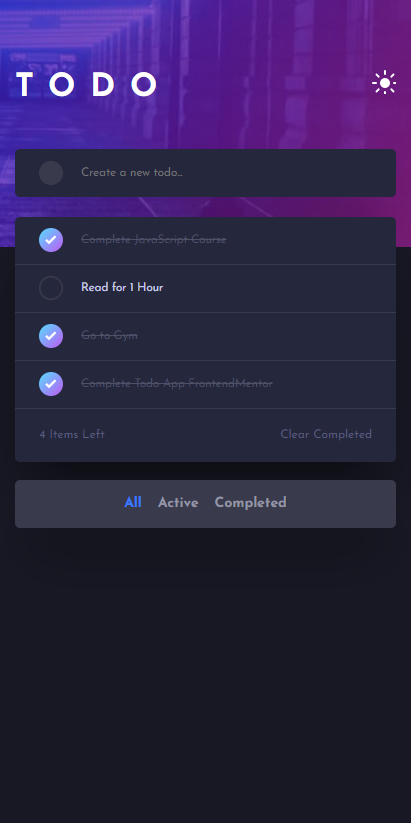 TODO
Create a new todo...
Complete JavaScript Course
Read for 1 Hour
Go to Gym
Complete Todo App FrontendMentor
4 Items Left Clear Completed
All Active Completed